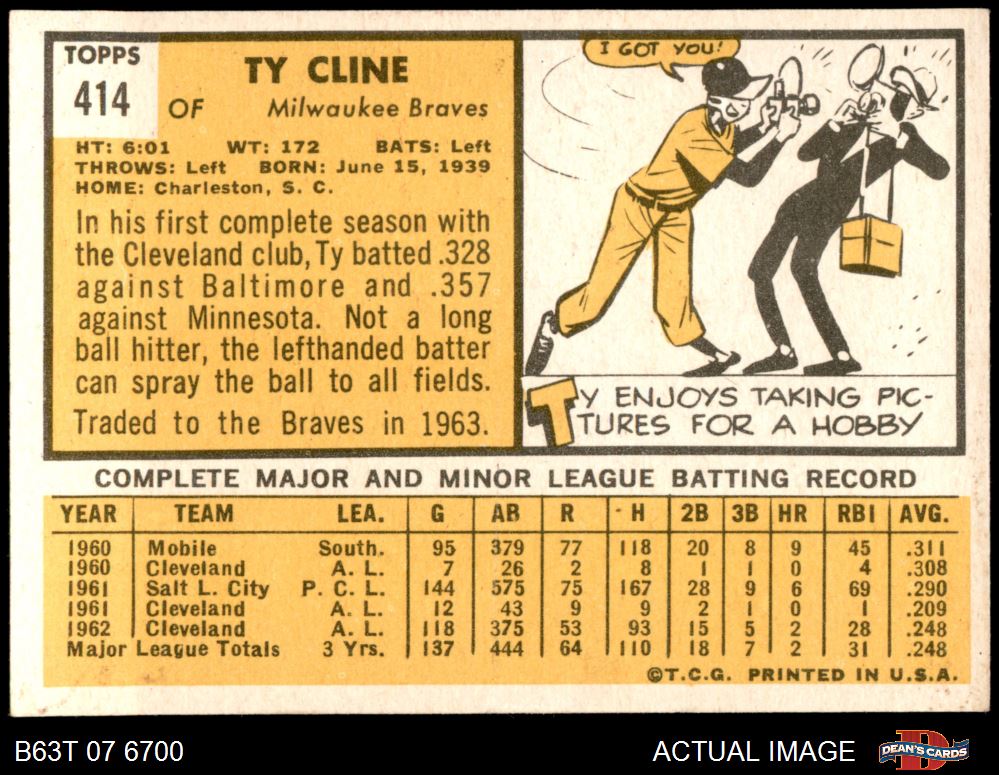 TOPPS
414
TY CLINE
OF Milwaukee Braves
HT: 6:01 WT: 172 BATS: Left
THROWS: Left BORN: June 15, 1939
HOME: Charleston, S. C.
In his first complete season with
the Cleveland club, Ty batted .328
against Baltimore and .357
against Minnesota. Not a long
ball hitter, the lefthanded batter
can spray the ball to all fields.
Traded to the Braves in 1963.
I GOT YOU!
TY ENJOYS TAKING PIC-
TURES FOR A HOBBY
COMPLETE MAJOR AND MINOR LEAGUE BATTING RECORD
YEAR TEAM LEA. G AB R H 2B 3B HR RBI AVG.
1960 Mobile South. 95 379 77 118 20 8 9 45 .311
1960 Cleveland A. L. 7 26 2 8 1 1 0 4 .308
1961 Salt L. City P. C. L. 144 575 75 167 28 9 6 69 .290
1961 Cleveland A. L. 12 43 9 9 2 1 0 1 .209
1962 Cleveland A. L. 118 375 53 93 15 5 2 28 .248
Major League Totals 3 Yrs. 137 444 64 110 18 7 2 31 .248
©T.C.G. PRINTED IN U.S.A.
B63T 07 6700
ACTUAL IMAGE
DEAN'S CARDS